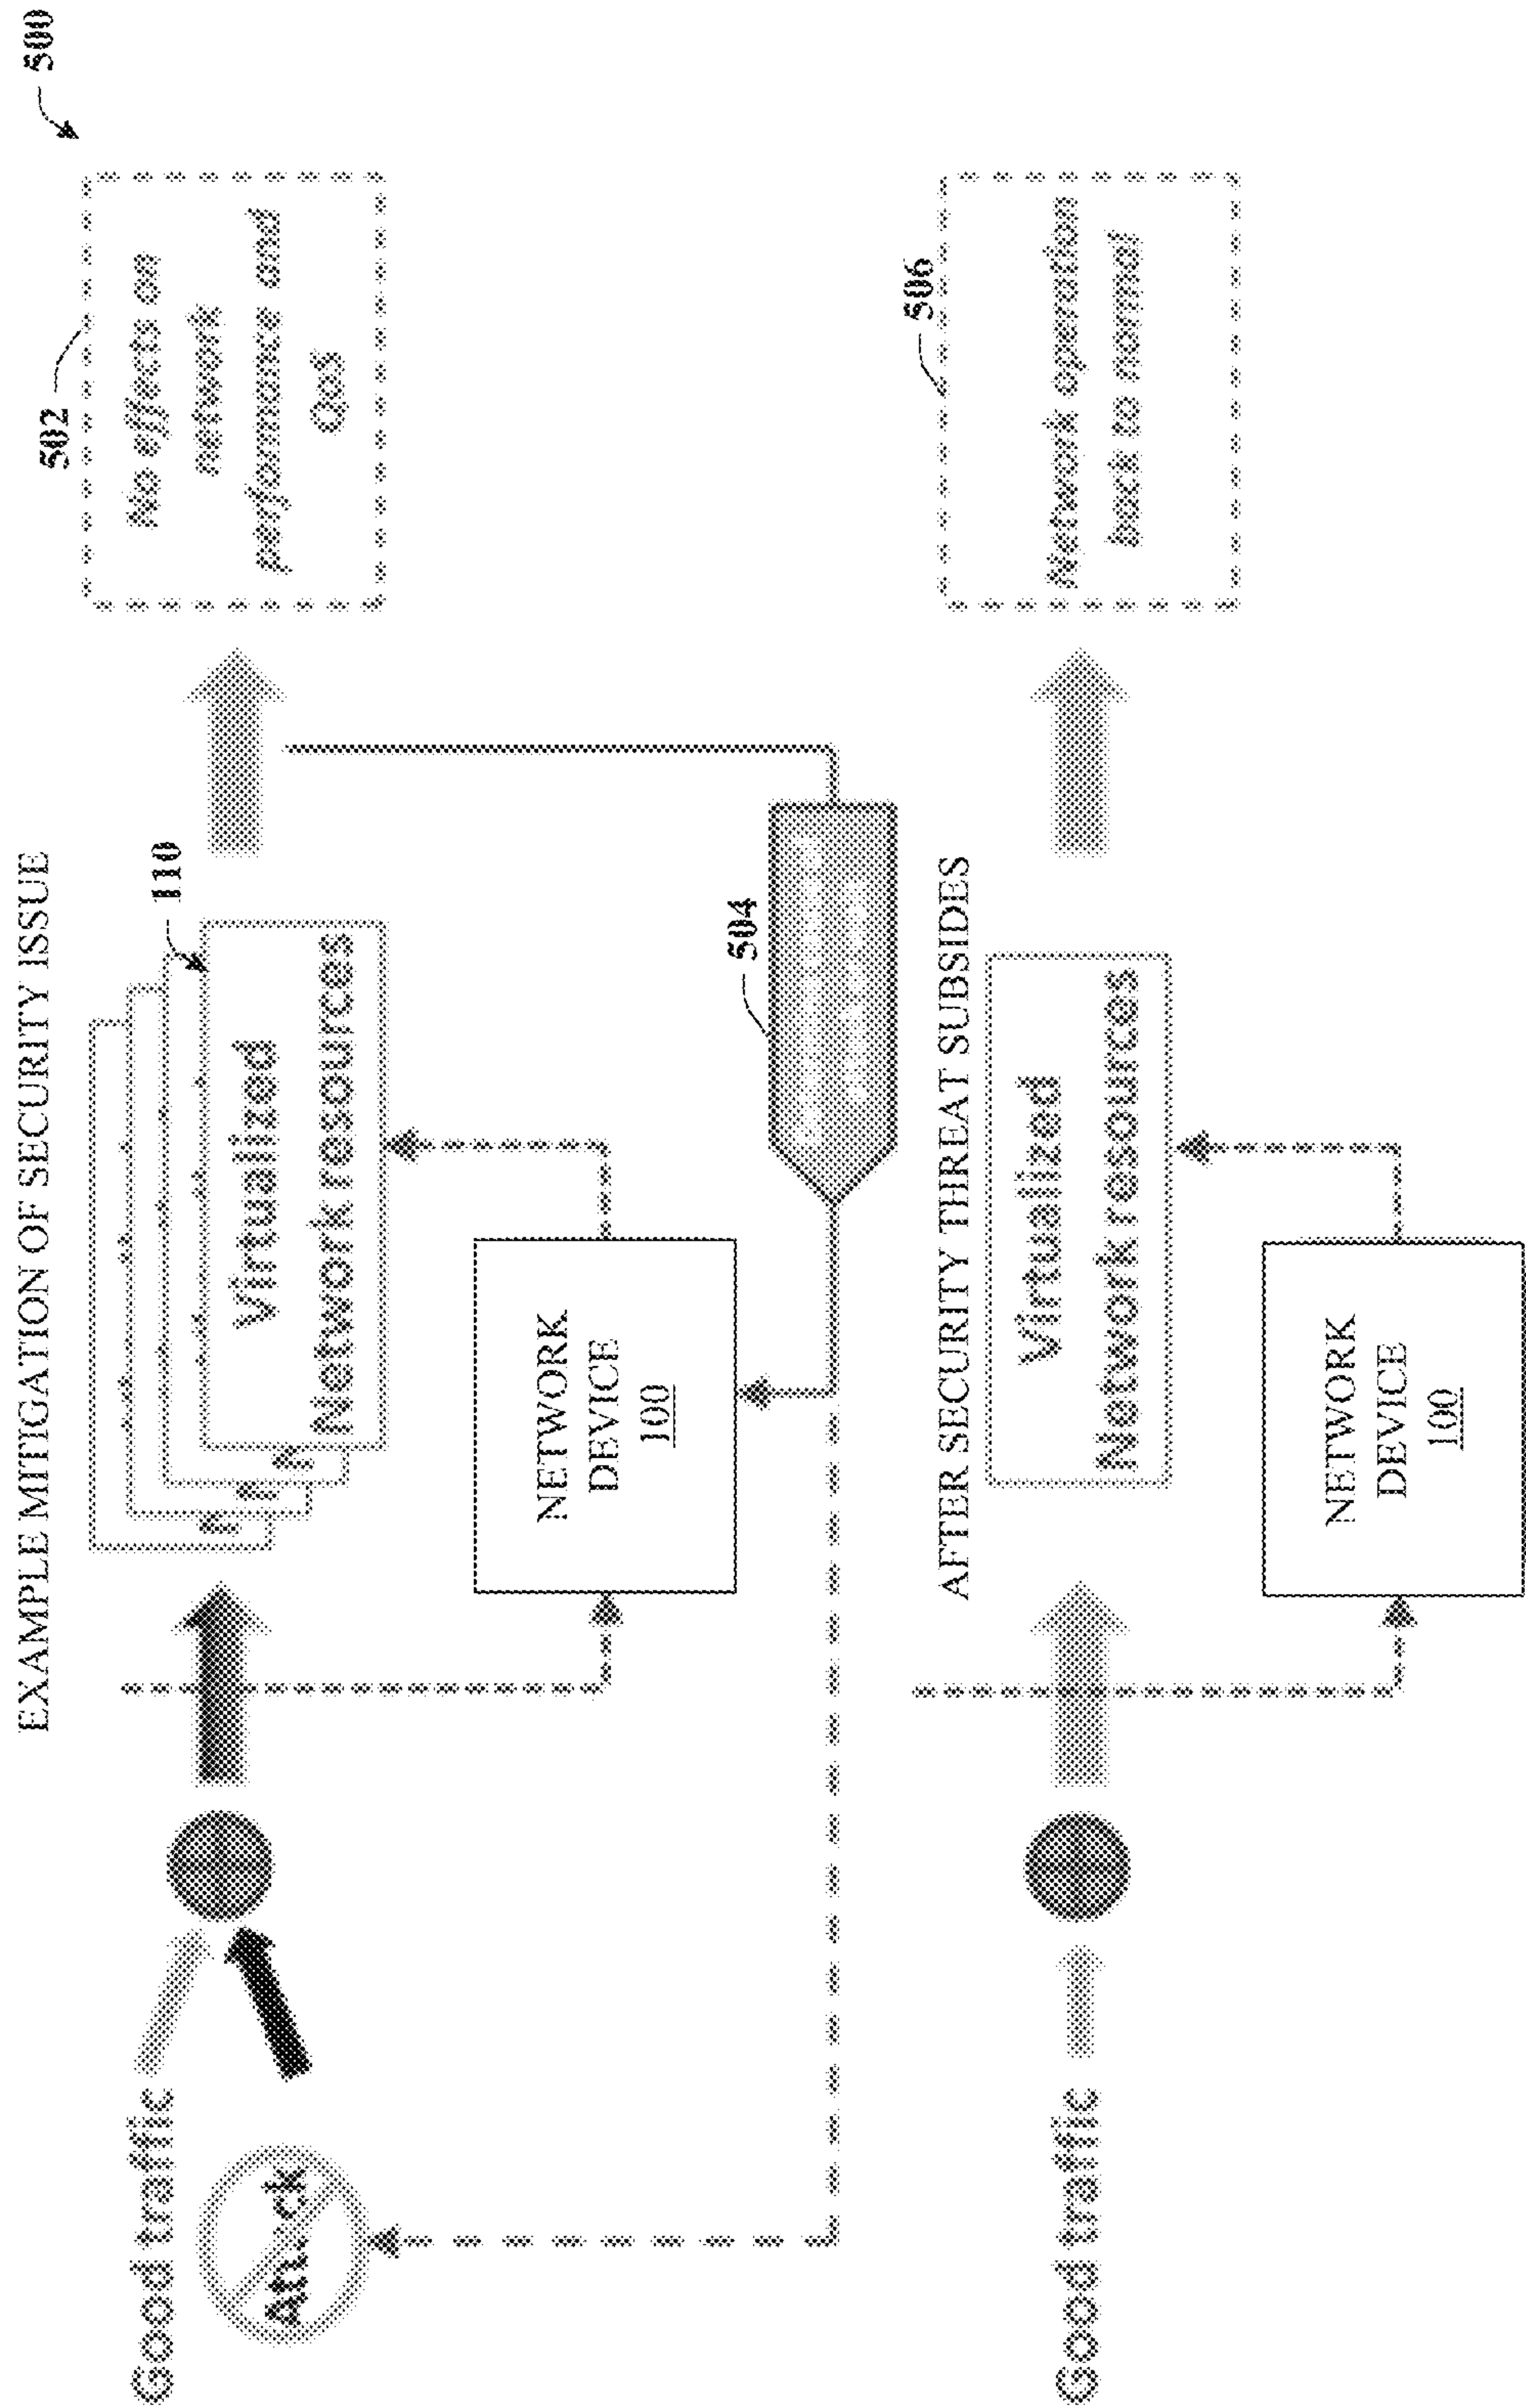 500
EXAMPLE MITIGATION OF SECURITY ISSUE
Good traffic
Attack
110
Virtualized
Network resources
N
N
N
NETWORK
DEVICE
100
502
No effects on
network
performance and
QoS
504
AFTER SECURITY THREAT SUBSIDES
Good traffic
Virtualized
Network resources
NETWORK
DEVICE
100
506
Network operation
back to normal